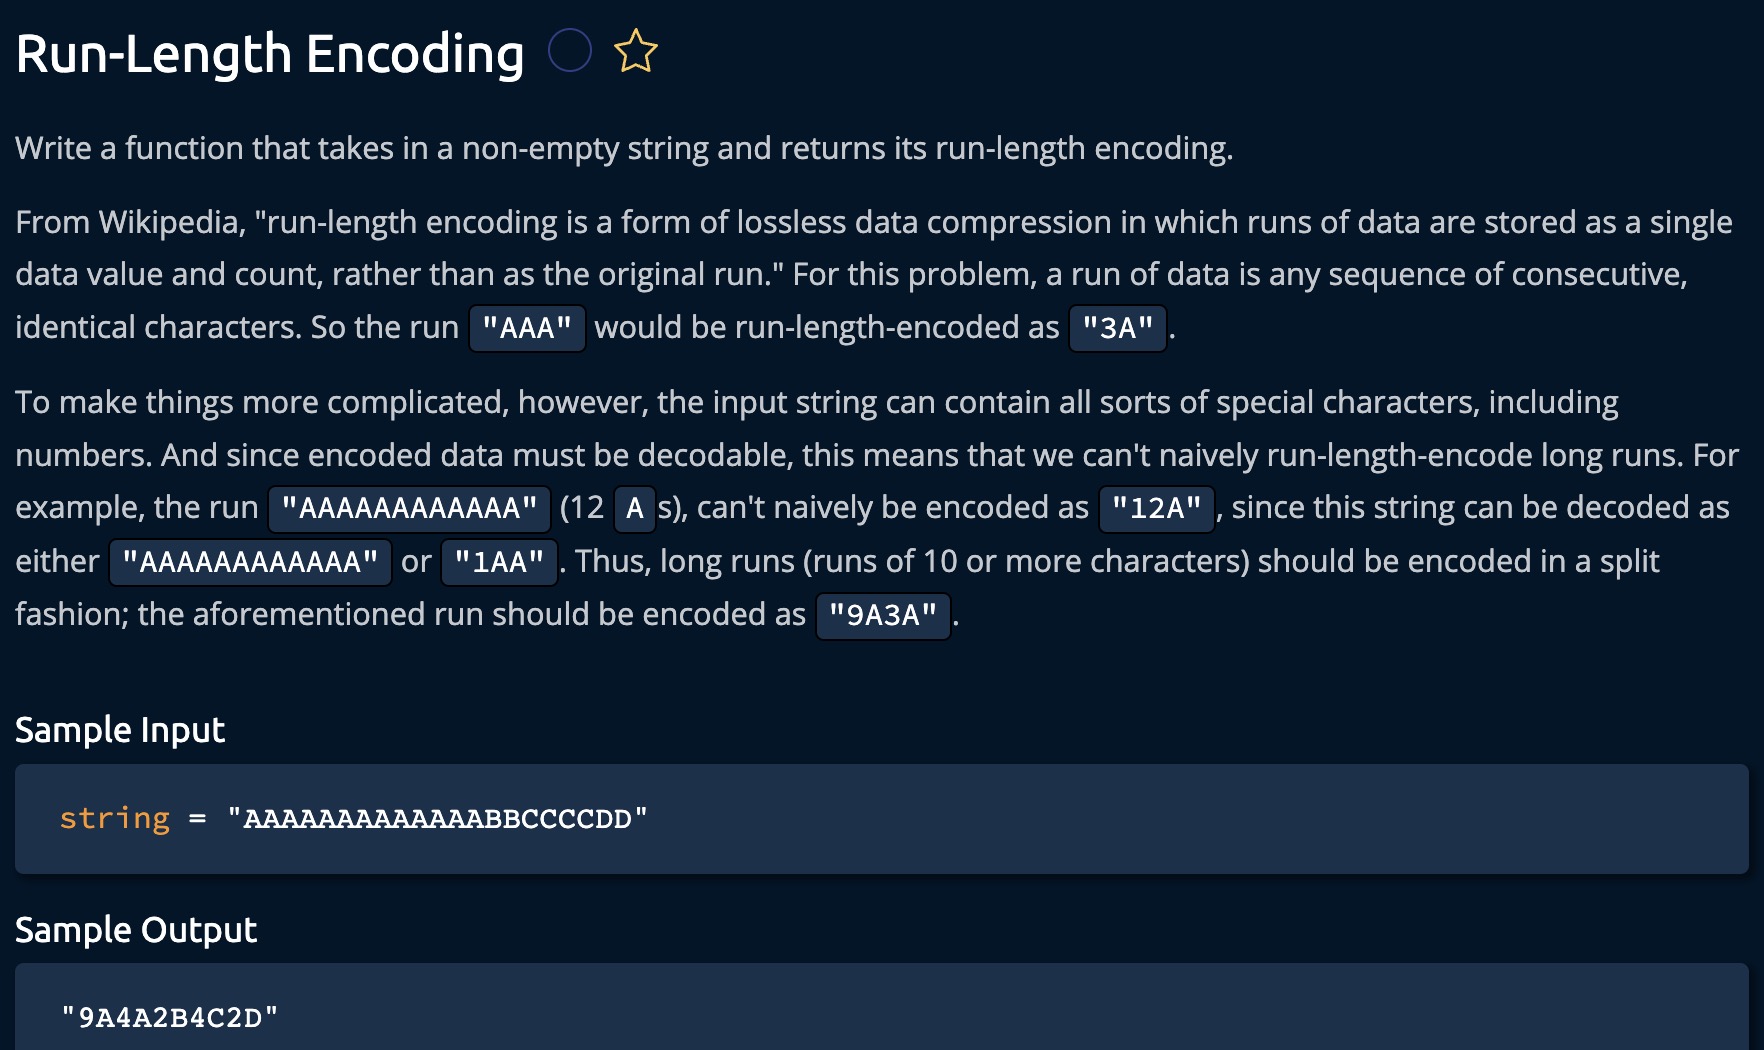 Run-Length Encoding
Write a function that takes in a non-empty string and returns its run-length encoding.
From Wikipedia, "run-length encoding is a form of lossless data compression in which runs of data are stored as a single
data value and count, rather than as the original run." For this problem, a run of data is any sequence of consecutive,
identical characters. So the run "AAA" would be run-length-encoded as "3A".
To make things more complicated, however, the input string can contain all sorts of special characters, including
numbers. And since encoded data must be decodable, this means that we can't naively run-length-encode long runs. For
example, the run "AAAAAAAAAAAA" (12 A s), can't naively be encoded as "12A", since this string can be decoded as
either "AAAAAAAAAAAA" or "1AA". Thus, long runs (runs of 10 or more characters) should be encoded in a split
fashion; the aforementioned run should be encoded as "9A3A".
Sample Input
string = "AAAAAAAAAAAAABBCCCCDD"
Sample Output
"9A4A2B4C2D"